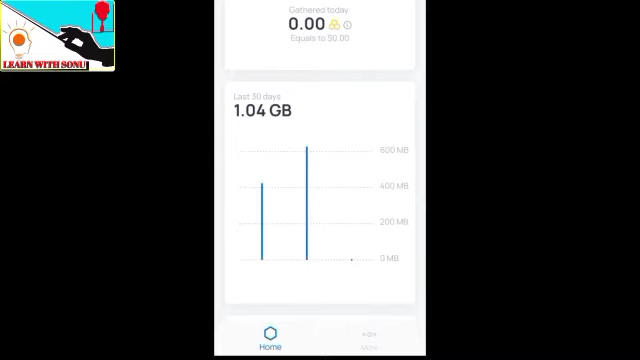 LEARN WITH SONU
Gathered today
0.00
Equals to $0.00
Last 30 days
1.04 GB
600 MB
400 MB
200 MB
0 MB
Home
More